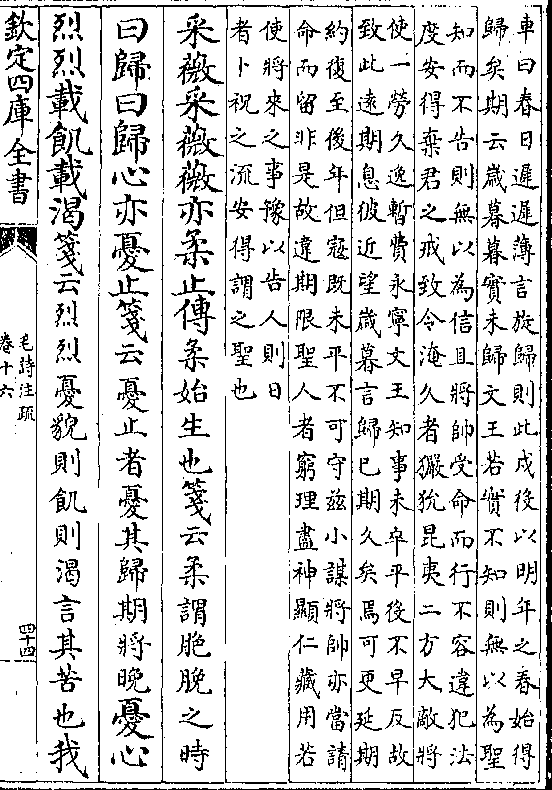 車曰春日遲遲薄言旋歸則此戍役以明年之春始得
歸矣期云歲暮暮實未歸文王若實不知則無以為聖
知而不告則無以為信且將帥受命而行不容違犯法
度安得棄君之戒致令淹久者玁狁昆夷二方大敵將
使一勞久逸暫費永寧文王知事未卒平後不早反故
致此遠期息彼近望歲暮言歸已期久矣焉可更延期
約復至後年但寇既未平不可守兹小謀將帥亦當請
命而留非是故違期限聖人者窮理盡神顯仁藏用若
使將來之事豫以告人則日
者卜祝之流安得謂之聖也
采薇采薇薇亦柔止傳柔始生也箋云柔謂脃脕之時
曰歸曰歸心亦憂止箋云憂止者憂其歸期將晚憂心
烈烈載飢載渴箋云烈烈憂貌則飢則渴言其苦也我
欽定四庫全書
毛詩注疏
卷十六
四十四